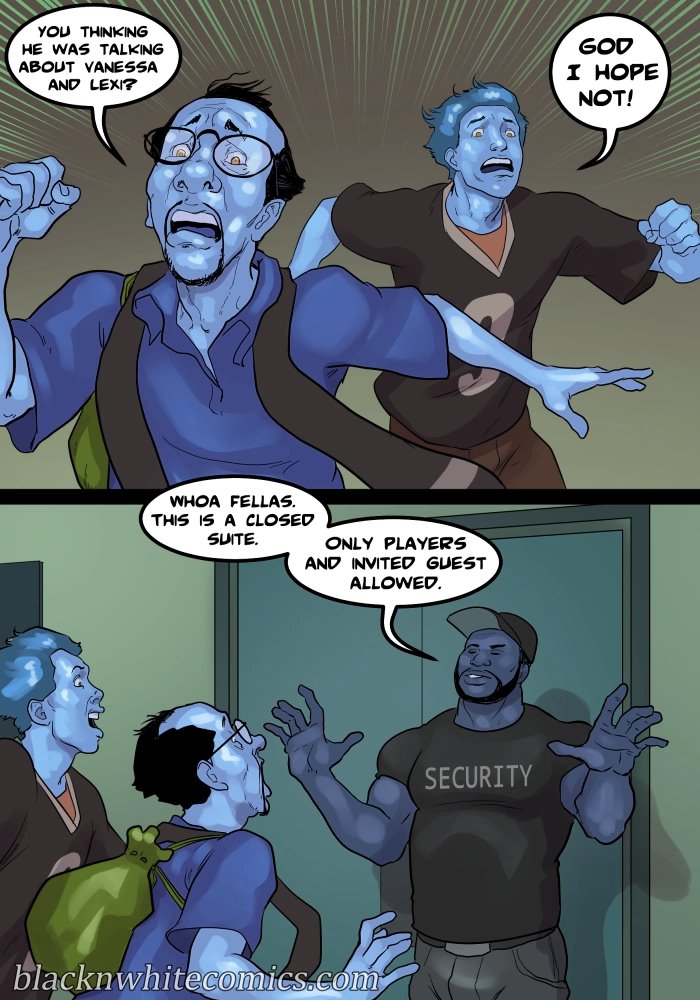 YOU THINKING
HE WAS TALKING
ABOUT VANESSA
AND LEXI?
GOD
I HOPE
NOT!
WHOA FELLAS.
THIS IS A CLOSED
SUITE.
ONLY PLAYERS
AND INVITED GUEST
ALLOWED.
SECURITY
blacknwhitecomics.com